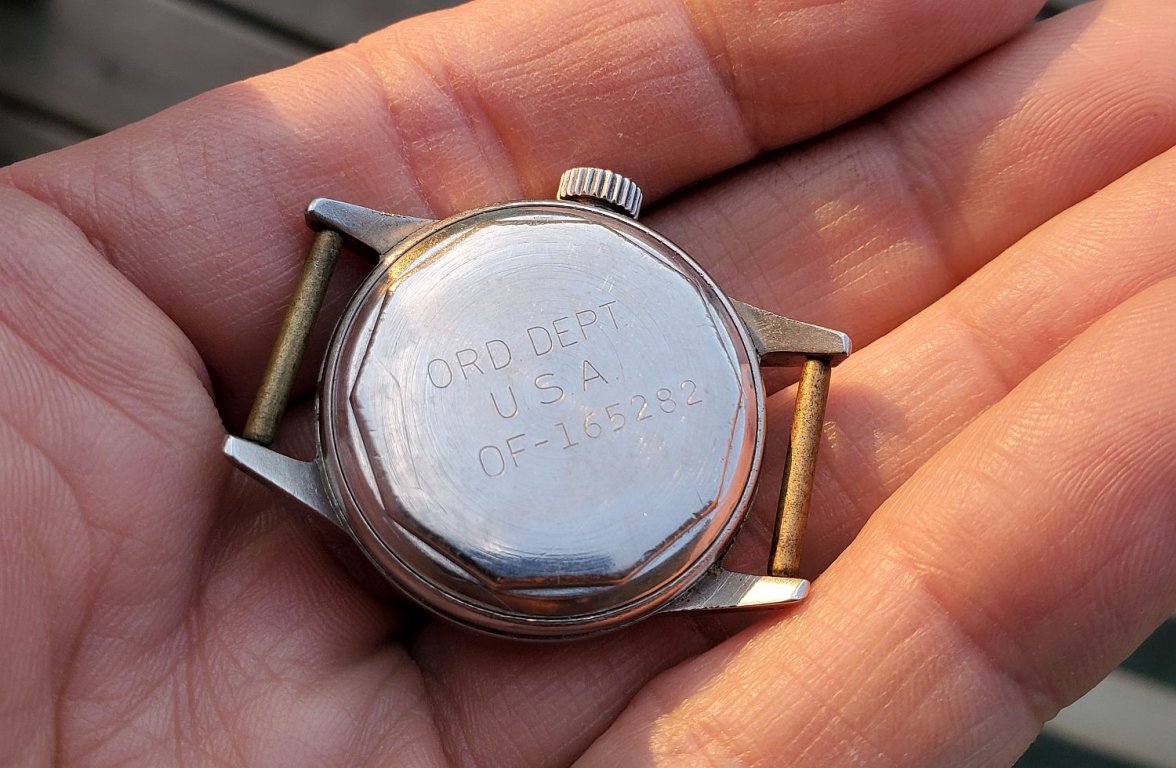 ORD. DEPT.
U.S.A.
OF-165282